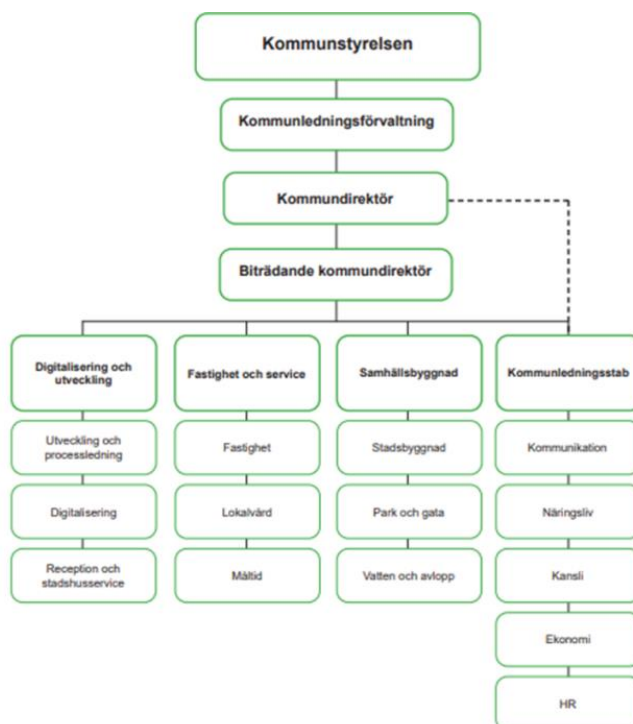 Kommunstyrelsen
Kommunledningsförvaltning
Kommundirektör
Biträdande kommundirektör
Digitalisering och
utveckling
Fastighet och service
Samhällsbyggnad
Kommunledningsstab
Utveckling och
processledning
Fastighet
Stadsbyggnad
Kommunikation
Digitalisering
Lokalvård
Park och gata
Näringsliv
Reception och
stadshusservice
Måltid
Vatten och avlopp
Kansli
Ekonomi
HR